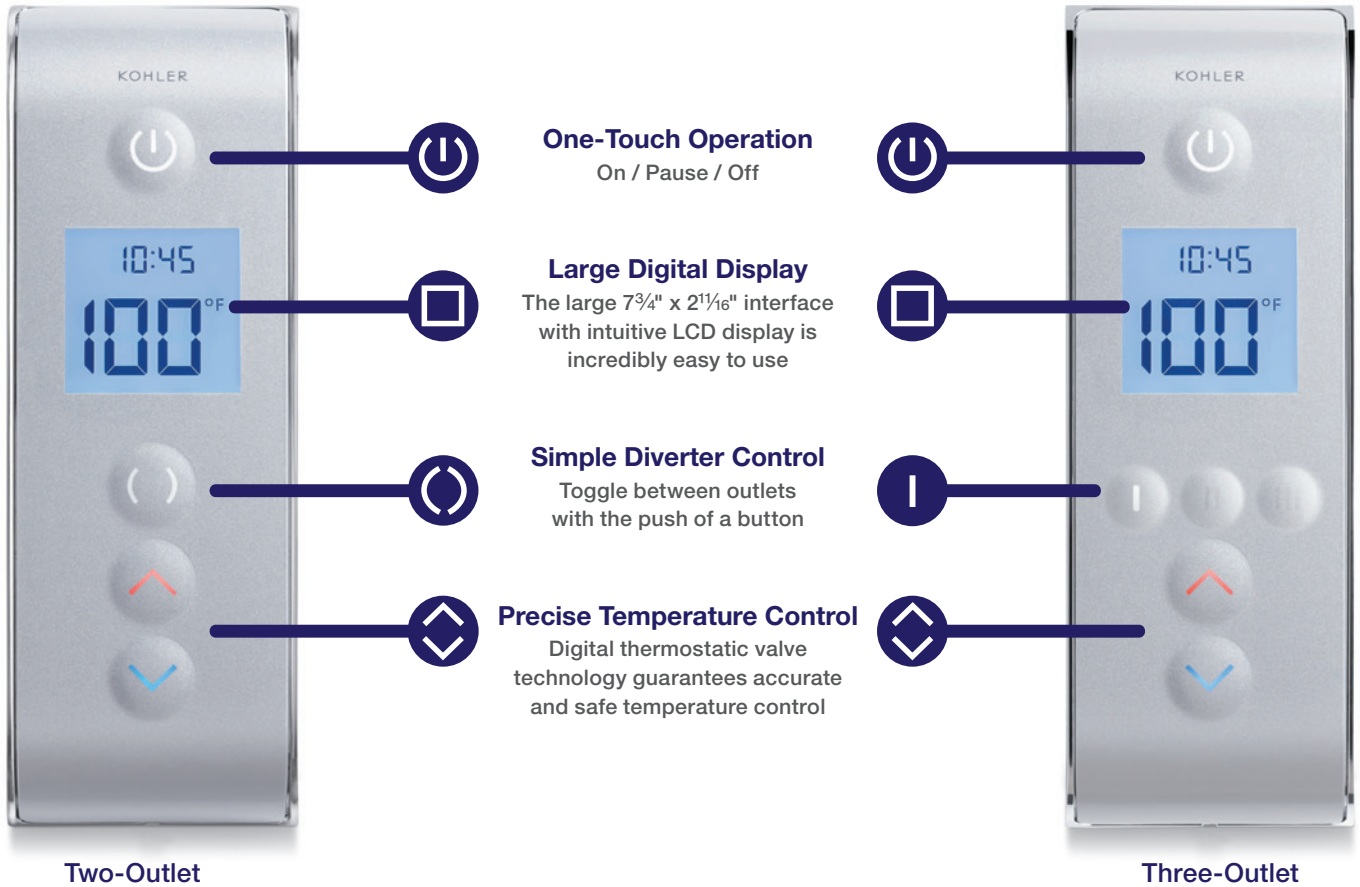 KOHLER
10:45
100 °F
One-Touch Operation
On / Pause / Off
Large Digital Display
The large 7¾" x 2¹¹⁄₁₆" interface
with intuitive LCD display is
incredibly easy to use
Simple Diverter Control
Toggle between outlets
with the push of a button
Precise Temperature Control
Digital thermostatic valve
technology guarantees accurate
and safe temperature control
KOHLER
10:45
100 °F
I II III
Two-Outlet
Three-Outlet